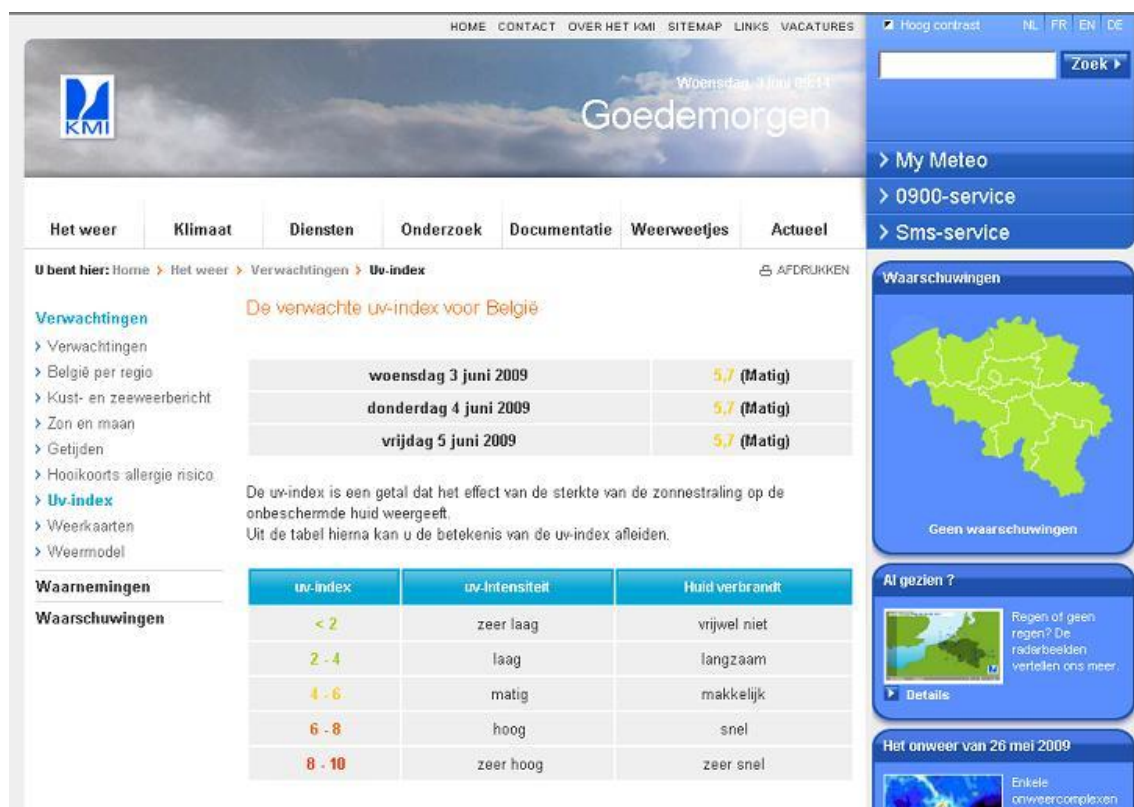 HOME CONTACT OVER HET KMI SITEMAP LINKS VACATURES
Hoog contrast NL FR EN DE
Zoek
KMI
Woensdag, 3 juni 09:14
Goedemorgen
My Meteo
0900-service
Sms-service
Het weer Klimaat Diensten Onderzoek Documentatie Weerweetjes Actueel
U bent hier: Home > Het weer > Verwachtingen > Uv-index
AFDRUKKEN
Verwachtingen
> Verwachtingen
> België per regio
> Kust- en zeeweerbericht
> Zon en maan
> Getijden
> Hooikoorts allergie risico
> Uv-index
> Weerkaarten
> Weermodel
Waarnemingen
Waarschuwingen
De verwachte uv-index voor België
woensdag 3 juni 2009 5,7 (Matig)
donderdag 4 juni 2009 5,7 (Matig)
vrijdag 5 juni 2009 5,7 (Matig)
De uv-index is een getal dat het effect van de sterkte van de zonnestraling op de
onbeschermde huid weergeeft.
Uit de tabel hierna kan u de betekenis van de uv-index afleiden.
uv-index uv-Intensiteit Huid verbrandt
< 2 zeer laag vrijwel niet
2 - 4 laag langzaam
4 - 6 matig makkelijk
6 - 8 hoog snel
8 - 10 zeer hoog zeer snel
Waarschuwingen
Geen waarschuwingen
Al gezien ?
Regen of geen
regen? De
radarbeelden
vertellen ons meer.
Details
Het onweer van 26 mei 2009
Enkele
onweercomplexen